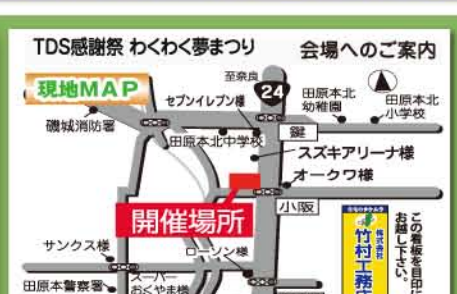 TDS感謝祭 わくわく夢まつり
会場へのご案内
現地MAP
至奈良
24
セブンイレブン様
田原本北
幼稚園
田原本北
小学校
磯城消防署
田原本北中学校
鍵
スズキアリーナ様
オークワ様
小阪
開催場所
サンクス様
ローソン様
田原本警察署
スーパー
おくやま様
株式会社
竹村工務店
この看板を目印に
お越し下さい。